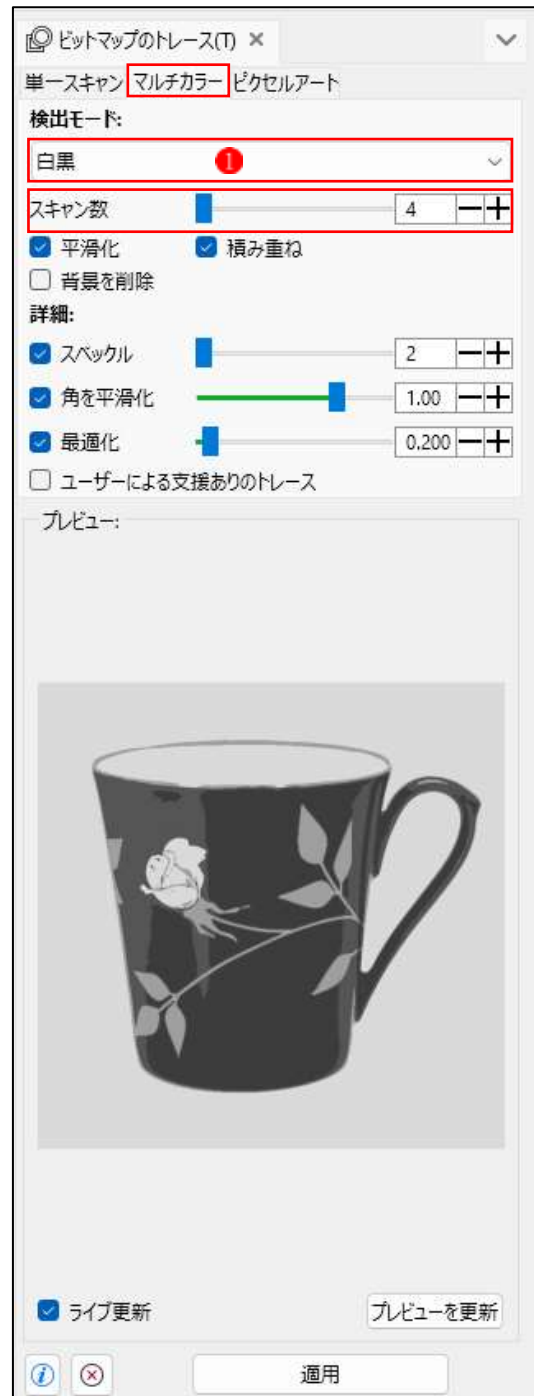 ビットマップのトレース(T) ×
単一スキャン マルチカラー ピクセルアート
検出モード:
白黒 1
スキャン数 4
平滑化 積み重ね
背景を削除
詳細:
スペックル 2
角を平滑化 1.00
最適化 0.200
ユーザーによる支援ありのトレース
プレビュー:
ライブ更新 プレビューを更新
適用